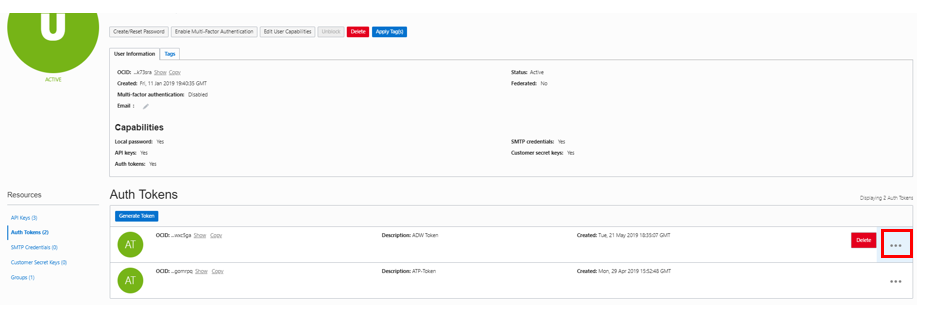 U
ACTIVE
Create/Reset Password Enable Multi-Factor Authentication Edit User Capabilities Unblock Delete Apply Tag(s)
User Information Tags
OCID: ...k73sra Show Copy Status: Active
Created: Fri, 11 Jan 2019 19:40:35 GMT Federated: No
Multi-factor authentication: Disabled
Email :
Capabilities
Local password: Yes SMTP credentials: Yes
API keys: Yes Customer secret keys: Yes
Auth tokens: Yes
Resources
API Keys (3)
Auth Tokens (2)
SMTP Credentials (0)
Customer Secret Keys (0)
Groups (1)
Auth Tokens
Displaying 2 Auth Tokens
Generate Token
AT OCID: ...wxc5ga Show Copy Description: ADW Token Created: Tue, 21 May 2019 18:35:07 GMT Delete
AT OCID: ...gomrpq Show Copy Description: ATP-Token Created: Mon, 29 Apr 2019 15:52:48 GMT